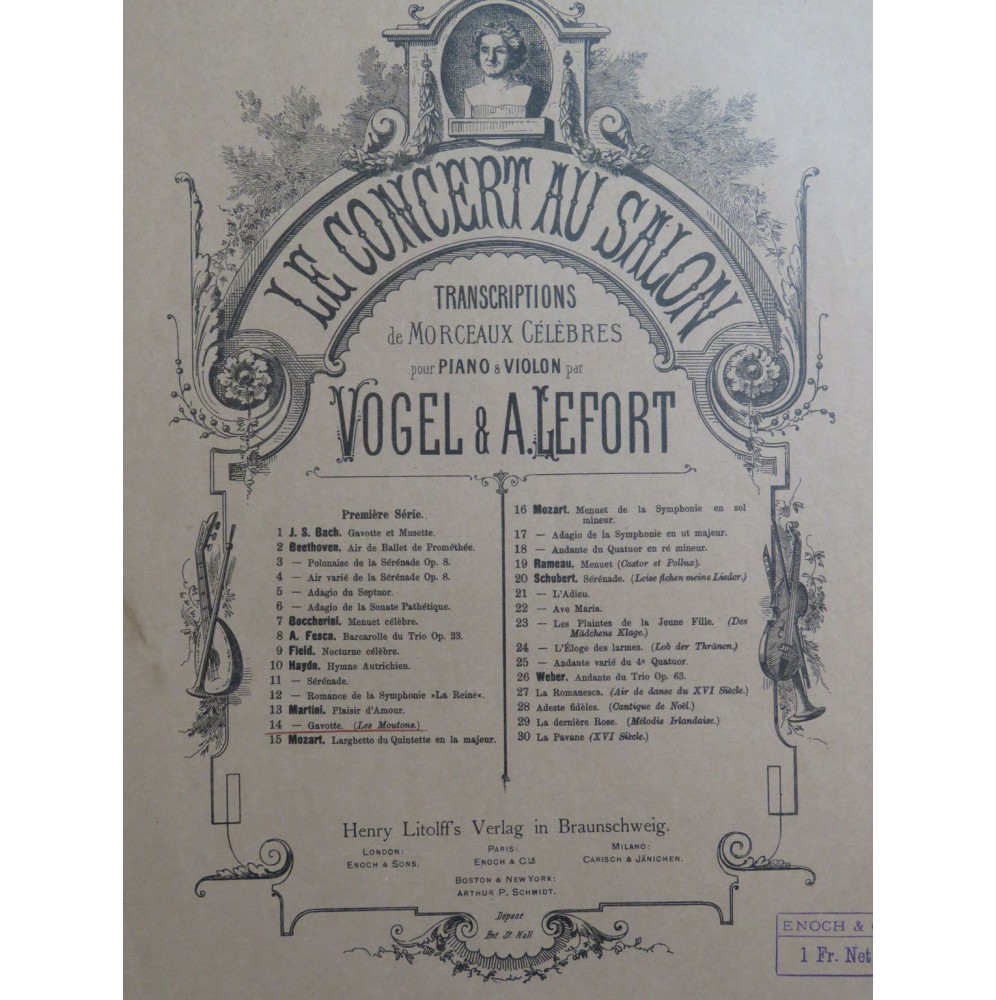 LE CONCERT AU SALON
TRANSCRIPTIONS
de MORCEAUX CÉLÈBRES
pour PIANO & VIOLON par
VOGEL & A. LEFORT
Première Série.
1 J. S. Bach. Gavotte et Musette.
2 Beethoven. Air de Ballet de Prométhée.
3 — Polonaise de la Sérénade Op. 8.
4 — Air varié de la Sérénade Op. 8.
5 — Adagio du Septuor.
6 — Adagio de la Sonate Pathétique.
7 Boccherini. Menuet célèbre.
8 A. Fesca. Barcarolle du Trio Op. 23.
9 Field. Nocturne célèbre.
10 Haydn. Hymne Autrichien.
11 — Sérénade.
12 — Romance de la Symphonie »La Reine«.
13 Martini. Plaisir d'Amour.
14 — Gavotte. (Les Moutons.)
15 Mozart. Larghetto du Quintette en la majeur.
16 Mozart. Menuet de la Symphonie en sol
mineur.
17 — Adagio de la Symphonie en ut majeur.
18 — Andante du Quatuor en ré mineur.
19 Rameau. Menuet (Castor et Pollux).
20 Schubert. Sérénade. (Leise flehen meine Lieder.)
21 — L'Adieu.
22 — Ave Maria.
23 — Les Plaintes de la Jeune Fille. (Des
Mädchens Klage.)
24 — L'Éloge des larmes. (Lob der Thränen.)
25 — Andante varié du 4e Quatuor.
26 Weber. Andante du Trio Op. 63.
27 La Romanesca. (Air de danse du XVI Siècle.)
28 Adeste fidèles. (Cantique de Noël.)
29 La dernière Rose. (Mélodie Irlandaise.)
30 La Pavane (XVI Siècle.)
Henry Litolff's Verlag in Braunschweig.
LONDON:
ENOCH & SONS.
PARIS:
ENOCH & CIE
MILANO:
CARISCH & JÄNICHEN.
BOSTON & NEW YORK:
ARTHUR P. SCHMIDT.
Déposé
Ent. St. Hall
ENOCH &
1 Fr. Net